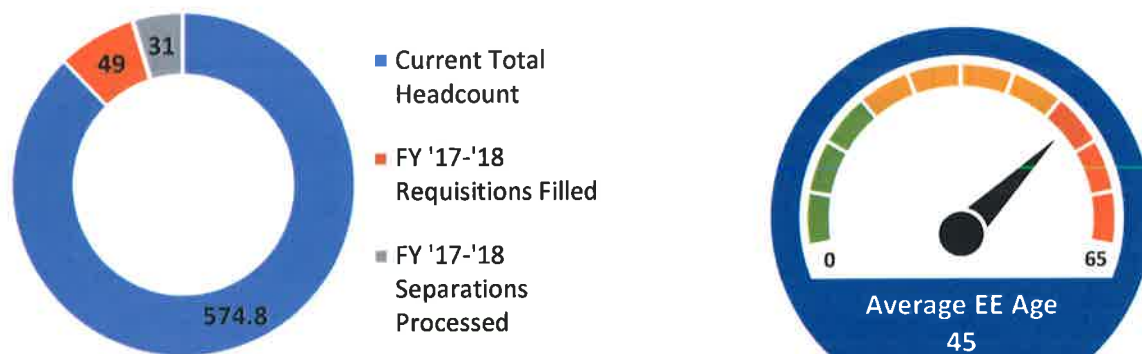 49
31
574.8
Current Total
Headcount
FY '17-'18
Requisitions Filled
FY '17-'18
Separations
Processed
0
65
Average EE Age
45